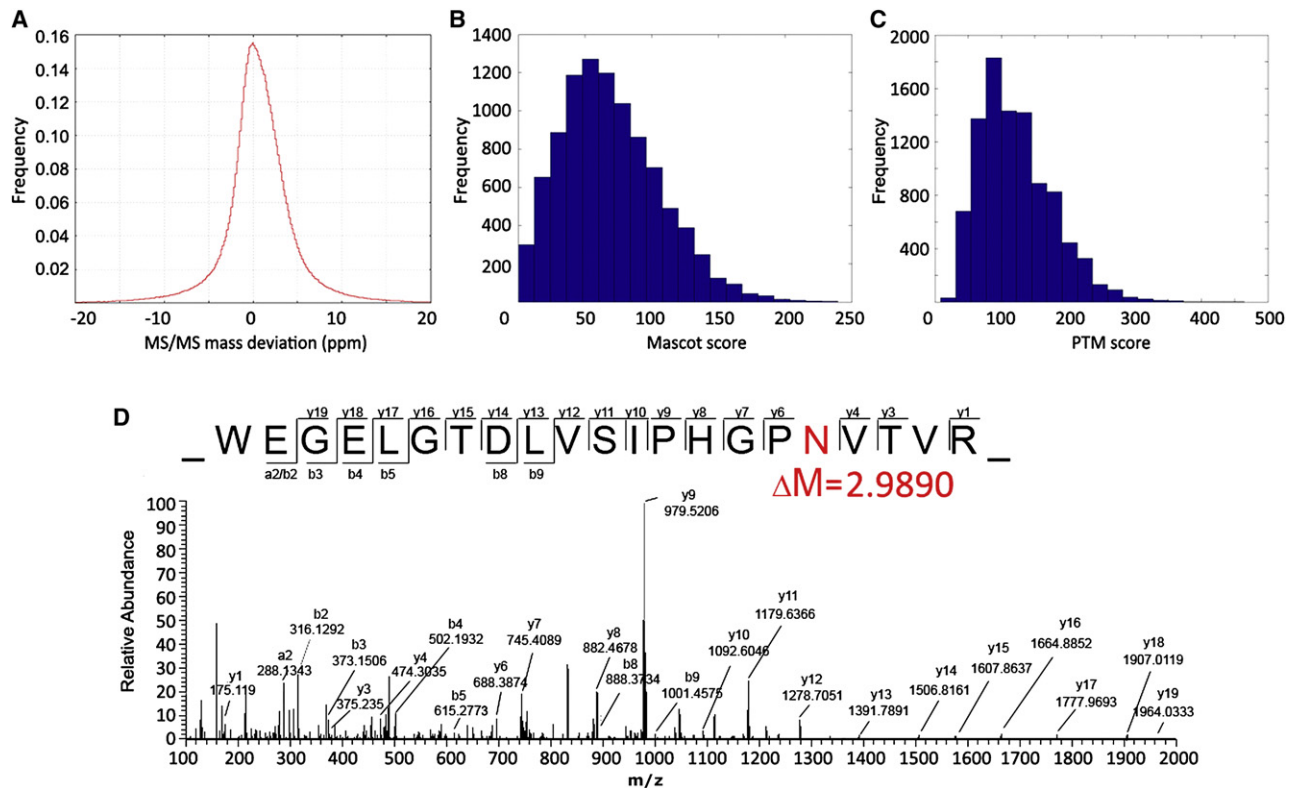 A
0.16
0.14
0.12
0.10
0.08
0.06
0.04
0.02
Frequency
-20 -10 0 10 20
MS/MS mass deviation (ppm)
B
1400
1200
1000
800
600
400
200
Frequency
0 50 100 150 200 250
Mascot score
C
2000
1600
1200
800
400
Frequency
0 100 200 300 400 500
PTM score
D
y19 y18 y17 y16 y15 y14 y13 y12 y11 y10 y9 y8 y7 y6 y4 y3 y1
_ W E G E L G T D L V S I P H G P N V T V R _
a2/b2 b3 b4 b5 b8 b9
ΔM=2.9890
100
90
80
70
60
50
40
30
20
10
0
Relative Abundance
y1
175.119
a2
288.1343
b2
316.1292
b3
373.1506
y3
375.235
y4
474.3035
b4
502.1932
b5
615.2773
y6
688.3874
y7
745.4089
y8
882.4678
b8
888.3734
y9
979.5206
b9
1001.4575
y10
1092.6046
y11
1179.6366
y12
1278.7051
y13
1391.7891
y14
1506.8161
y15
1607.8637
y16
1664.8852
y17
1777.9693
y18
1907.0119
y19
1964.0333
100 200 300 400 500 600 700 800 900 1000 1100 1200 1300 1400 1500 1600 1700 1800 1900 2000
m/z